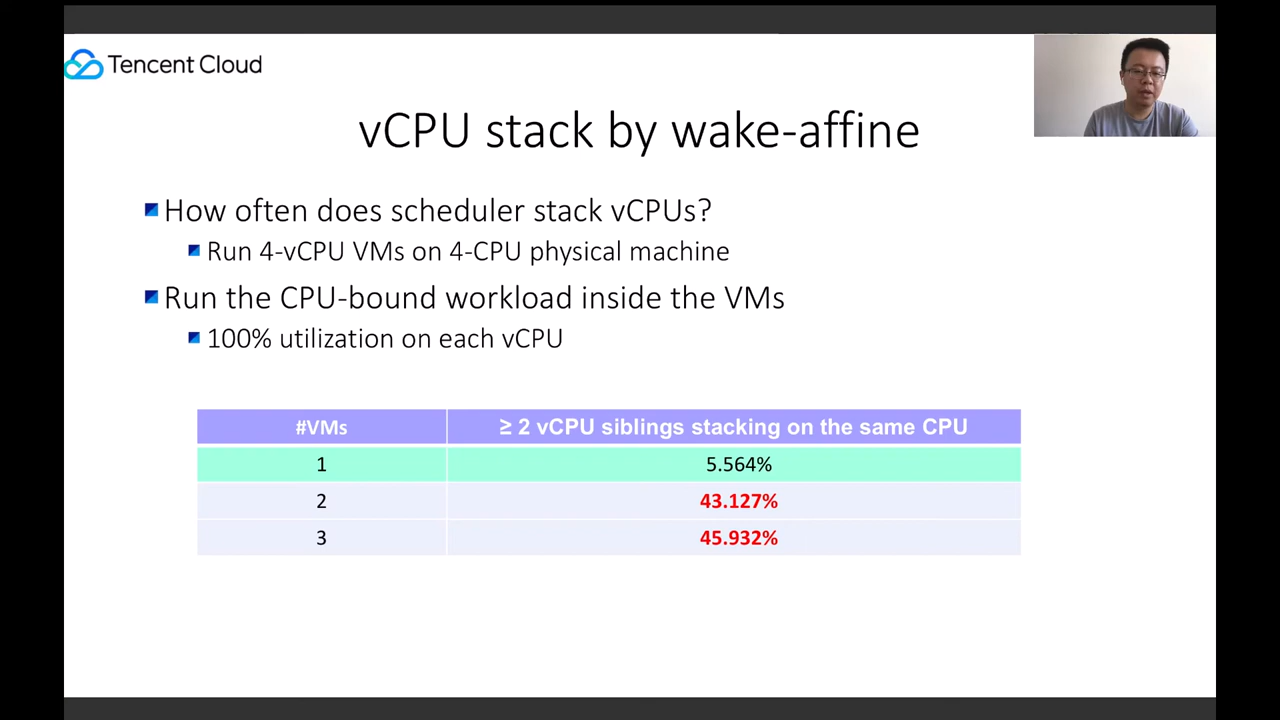 Tencent Cloud
vCPU stack by wake-affine
How often does scheduler stack vCPUs?
Run 4-vCPU VMs on 4-CPU physical machine
Run the CPU-bound workload inside the VMs
100% utilization on each vCPU
#VMs ≥ 2 vCPU siblings stacking on the same CPU
1 5.564%
2 43.127%
3 45.932%